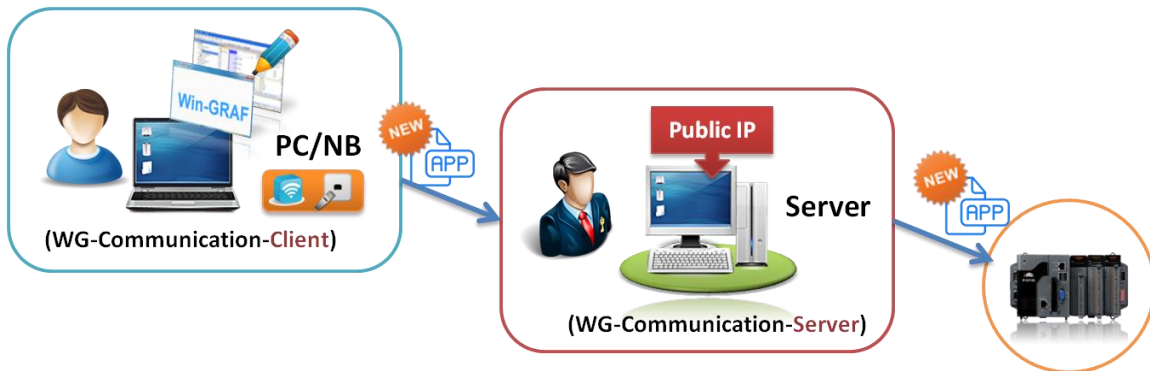 Win-GRAF
PC/NB
(WG-Communication-Client)
NEW
APP
Public IP
Server
(WG-Communication-Server)
NEW
APP